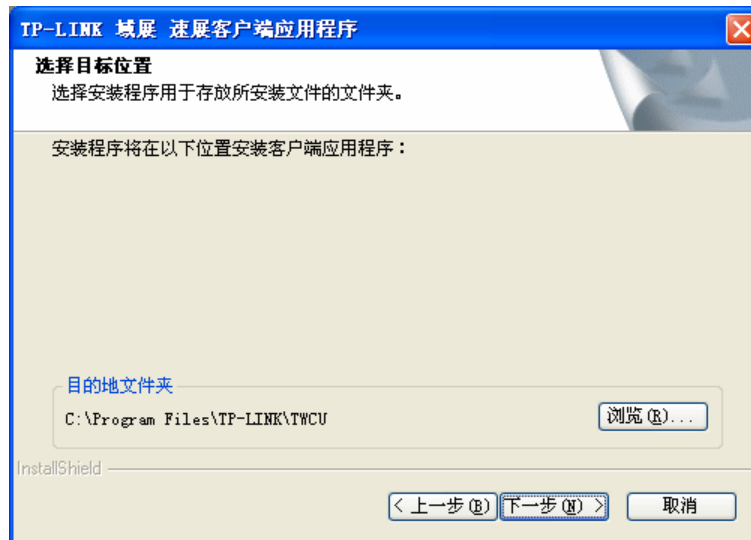 TP-LINK 域展 速展客户端应用程序
选择目标位置
选择安装程序用于存放所安装文件的文件夹。
安装程序将在以下位置安装客户端应用程序：
目的地文件夹
C:\Program Files\TP-LINK\TWCU
浏览(R)...
InstallShield
< 上一步(B) 下一步(N) > 取消